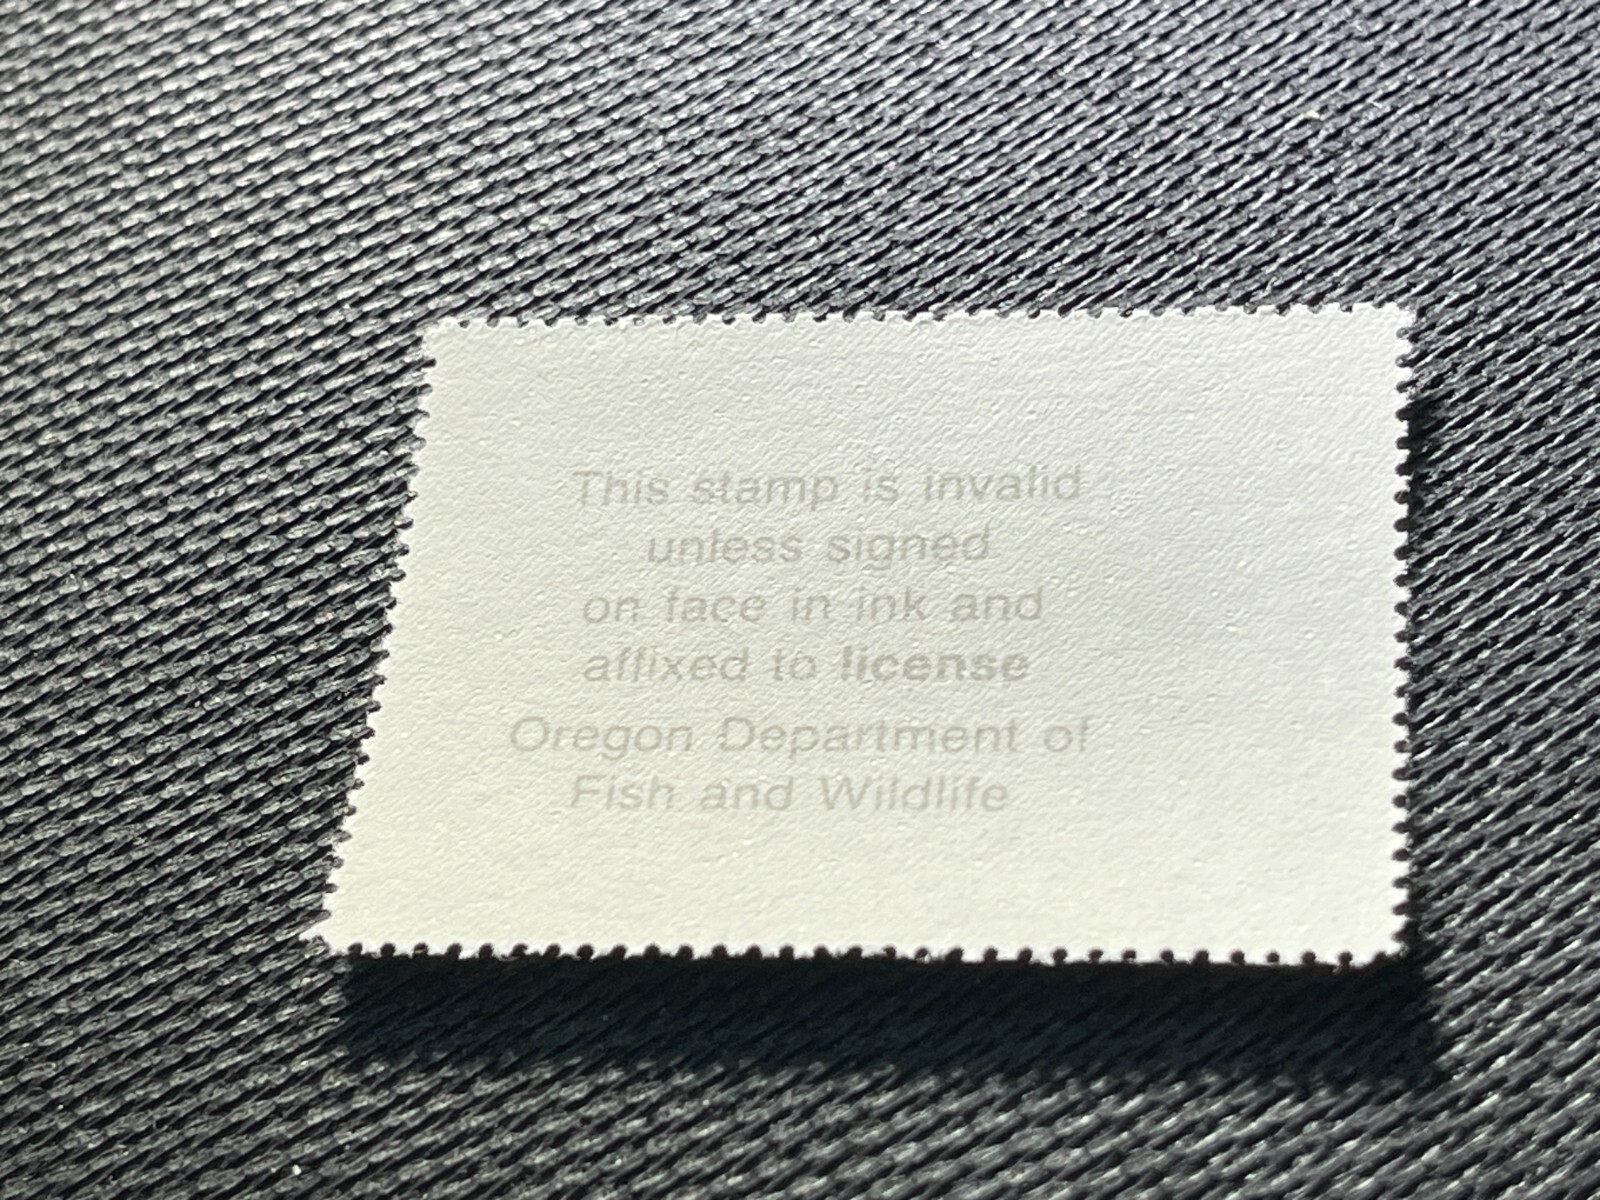 This stamp is invalid
unless signed
on face in ink and
affixed to license
Oregon Department of
Fish and Wildlife